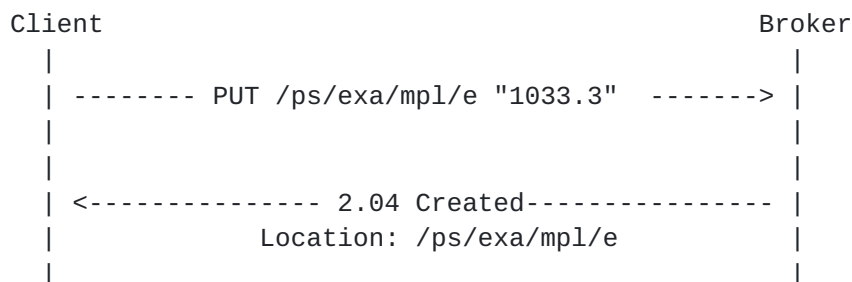 Client Broker
| |
| -------- PUT /ps/exa/mpl/e "1033.3" -------> |
| |
| |
| <--------------- 2.04 Created---------------- |
| Location: /ps/exa/mpl/e |
| |